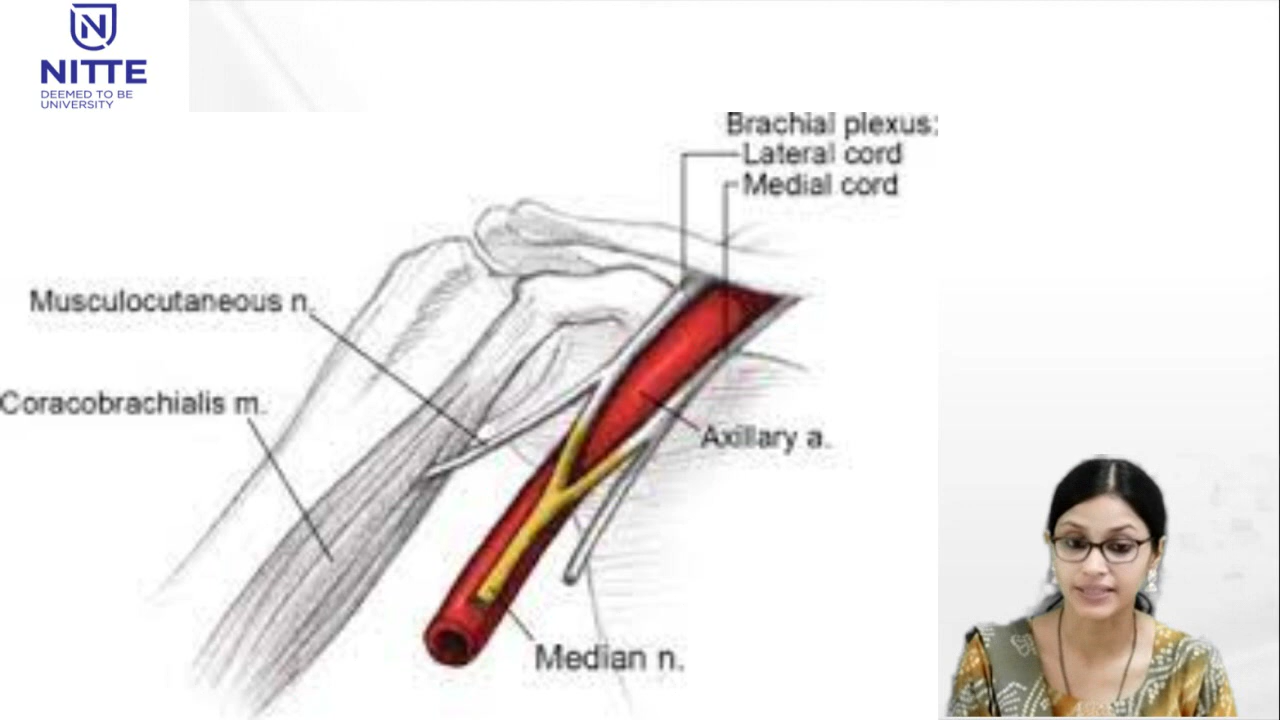 NITTE
DEEMED TO BE
UNIVERSITY
Brachial plexus:
Lateral cord
Medial cord
Musculocutaneous n.
Coracobrachialis m.
Axillary a.
Median n.